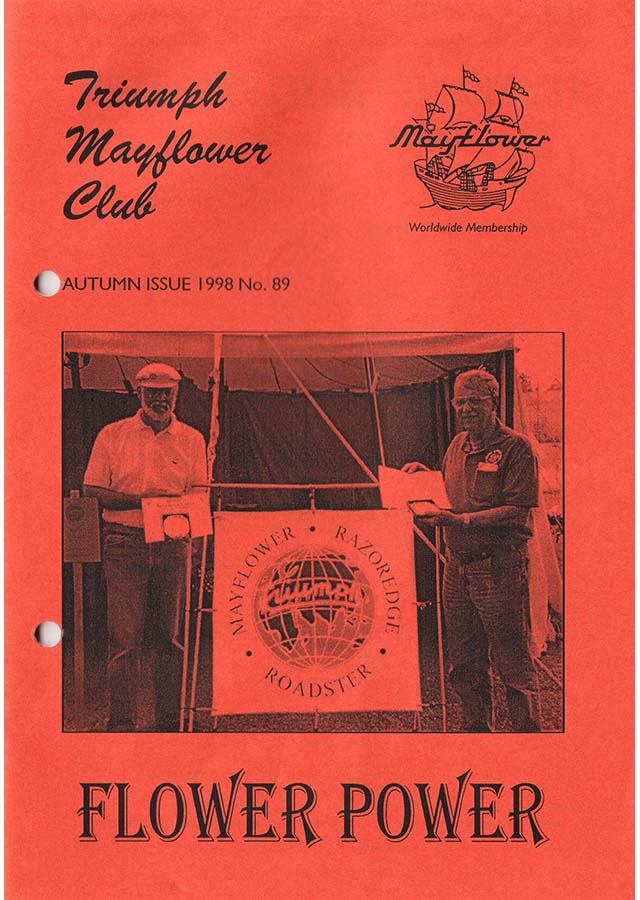 Triumph
Mayflower
Club
Mayflower
Worldwide Membership
AUTUMN ISSUE 1998 No. 89
MAYFLOWER • RAZOREDGE • ROADSTER •
Triumph
FLOWER POWER